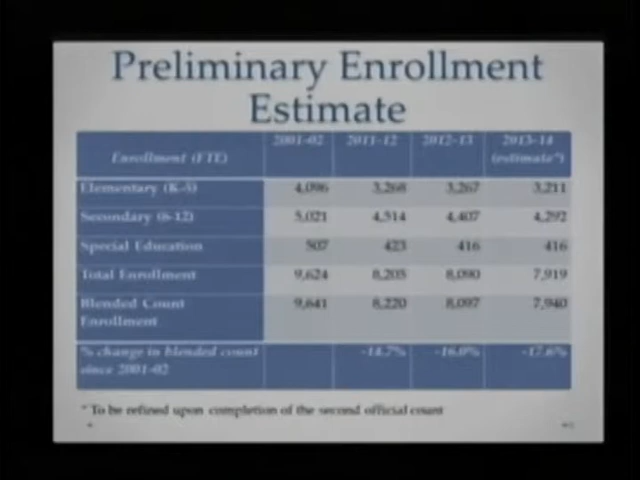 Preliminary Enrollment
Estimate
Enrollment (FTE) 2001-02 2011-12 2012-13 2013-14 (estimate*)
Elementary (K-5) 4,096 3,268 3,267 3,211
Secondary (6-12) 5,021 4,514 4,407 4,292
Special Education 507 423 416 416
Total Enrollment 9,624 8,205 8,090 7,919
Blended Count Enrollment 9,641 8,220 8,097 7,940
% change in blended count since 2001-02 -14.7% -16.0% -17.6%
* To be refined upon completion of the second official count